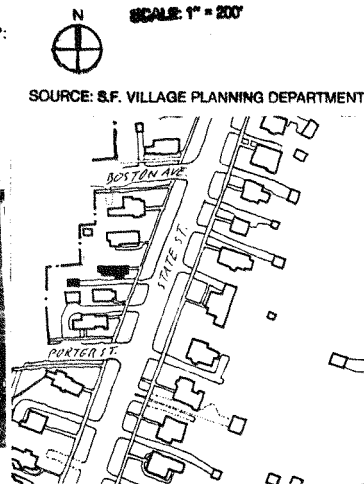 N
SCALE: 1" = 200'
SOURCE: S.F. VILLAGE PLANNING DEPARTMENT
BOSTON AVE.
STATE ST.
PORTER ST.